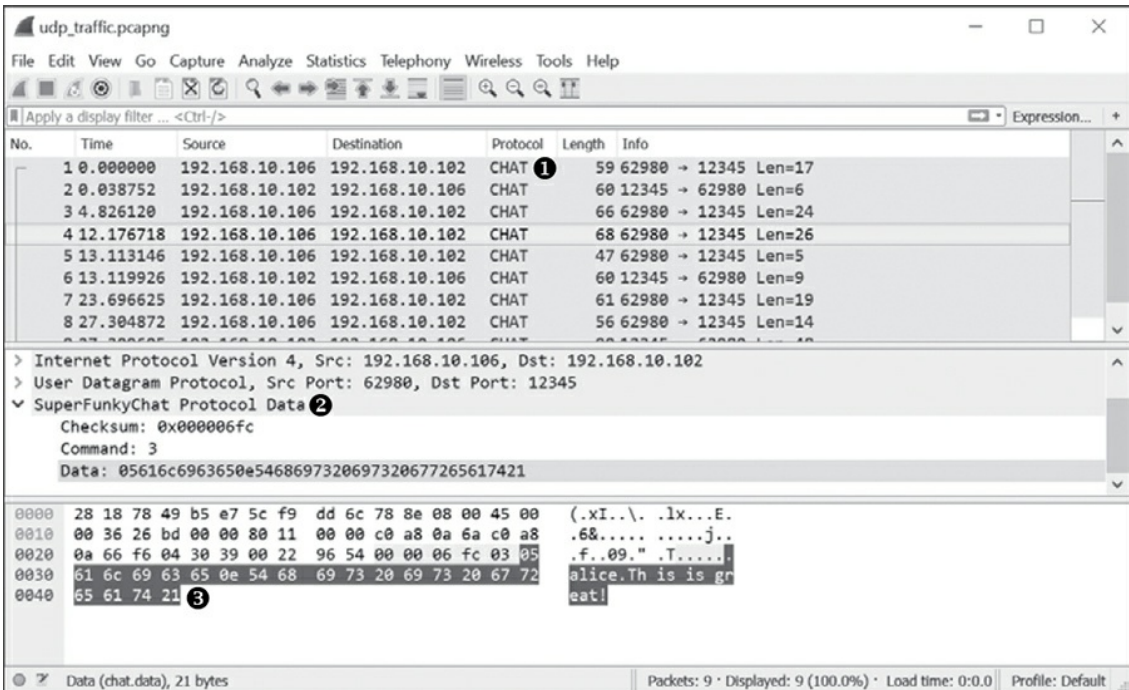 udp_traffic.pcapng
File Edit View Go Capture Analyze Statistics Telephony Wireless Tools Help
Apply a display filter ... <Ctrl-/> Expression... +
No. Time Source Destination Protocol Length Info
1 0.000000 192.168.10.106 192.168.10.102 CHAT ❶ 59 62980 → 12345 Len=17
2 0.038752 192.168.10.102 192.168.10.106 CHAT 60 12345 → 62980 Len=6
3 4.826120 192.168.10.106 192.168.10.102 CHAT 66 62980 → 12345 Len=24
4 12.176718 192.168.10.106 192.168.10.102 CHAT 68 62980 → 12345 Len=26
5 13.113146 192.168.10.106 192.168.10.102 CHAT 47 62980 → 12345 Len=5
6 13.119926 192.168.10.102 192.168.10.106 CHAT 60 12345 → 62980 Len=9
7 23.696625 192.168.10.106 192.168.10.102 CHAT 61 62980 → 12345 Len=19
8 27.304872 192.168.10.106 192.168.10.102 CHAT 56 62980 → 12345 Len=14
> Internet Protocol Version 4, Src: 192.168.10.106, Dst: 192.168.10.102
> User Datagram Protocol, Src Port: 62980, Dst Port: 12345
SuperFunkyChat Protocol Data ❷
Checksum: 0x000006fc
Command: 3
Data: 05616c6963650e5468697320697320677265617421
0000 28 18 78 49 b5 e7 5c f9 dd 6c 78 8e 08 00 45 00 (.xI..\. .lx...E.
0010 00 36 26 bd 00 00 80 11 00 00 c0 a8 0a 6a c0 a8 .6&..... .....j..
0020 0a 66 f6 04 30 39 00 22 96 54 00 00 06 fc 03 05 .f..09." .T......
0030 61 6c 69 63 65 0e 54 68 69 73 20 69 73 20 67 72 alice.Th is is gr
0040 65 61 74 21 ❸ eat!
Data (chat.data), 21 bytes Packets: 9 · Displayed: 9 (100.0%) · Load time: 0:0.0 Profile: Default